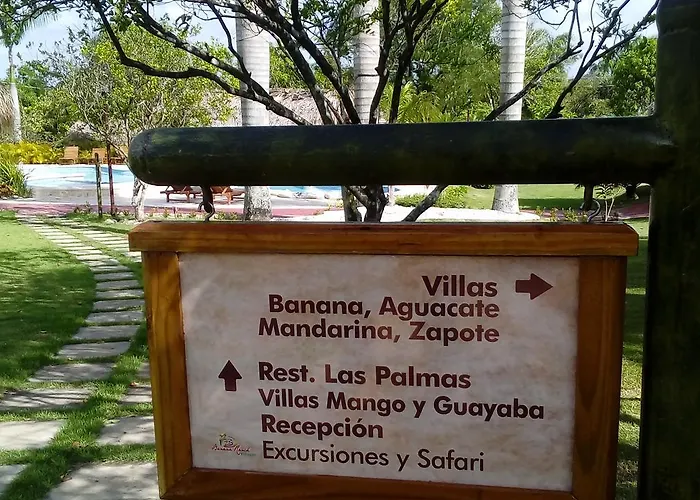 Villas
Banana, Aguacate
Mandarina, Zapote
Rest. Las Palmas
Villas Mango y Guayaba
Recepción
Excursiones y Safari